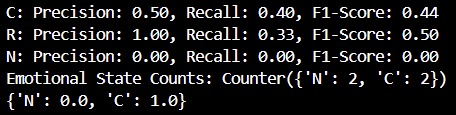 C: Precision: 0.50, Recall: 0.40, F1-Score: 0.44
R: Precision: 1.00, Recall: 0.33, F1-Score: 0.50
N: Precision: 0.00, Recall: 0.00, F1-Score: 0.00
Emotional State Counts: Counter({'N': 2, 'C': 2})
{'N': 0.0, 'C': 1.0}